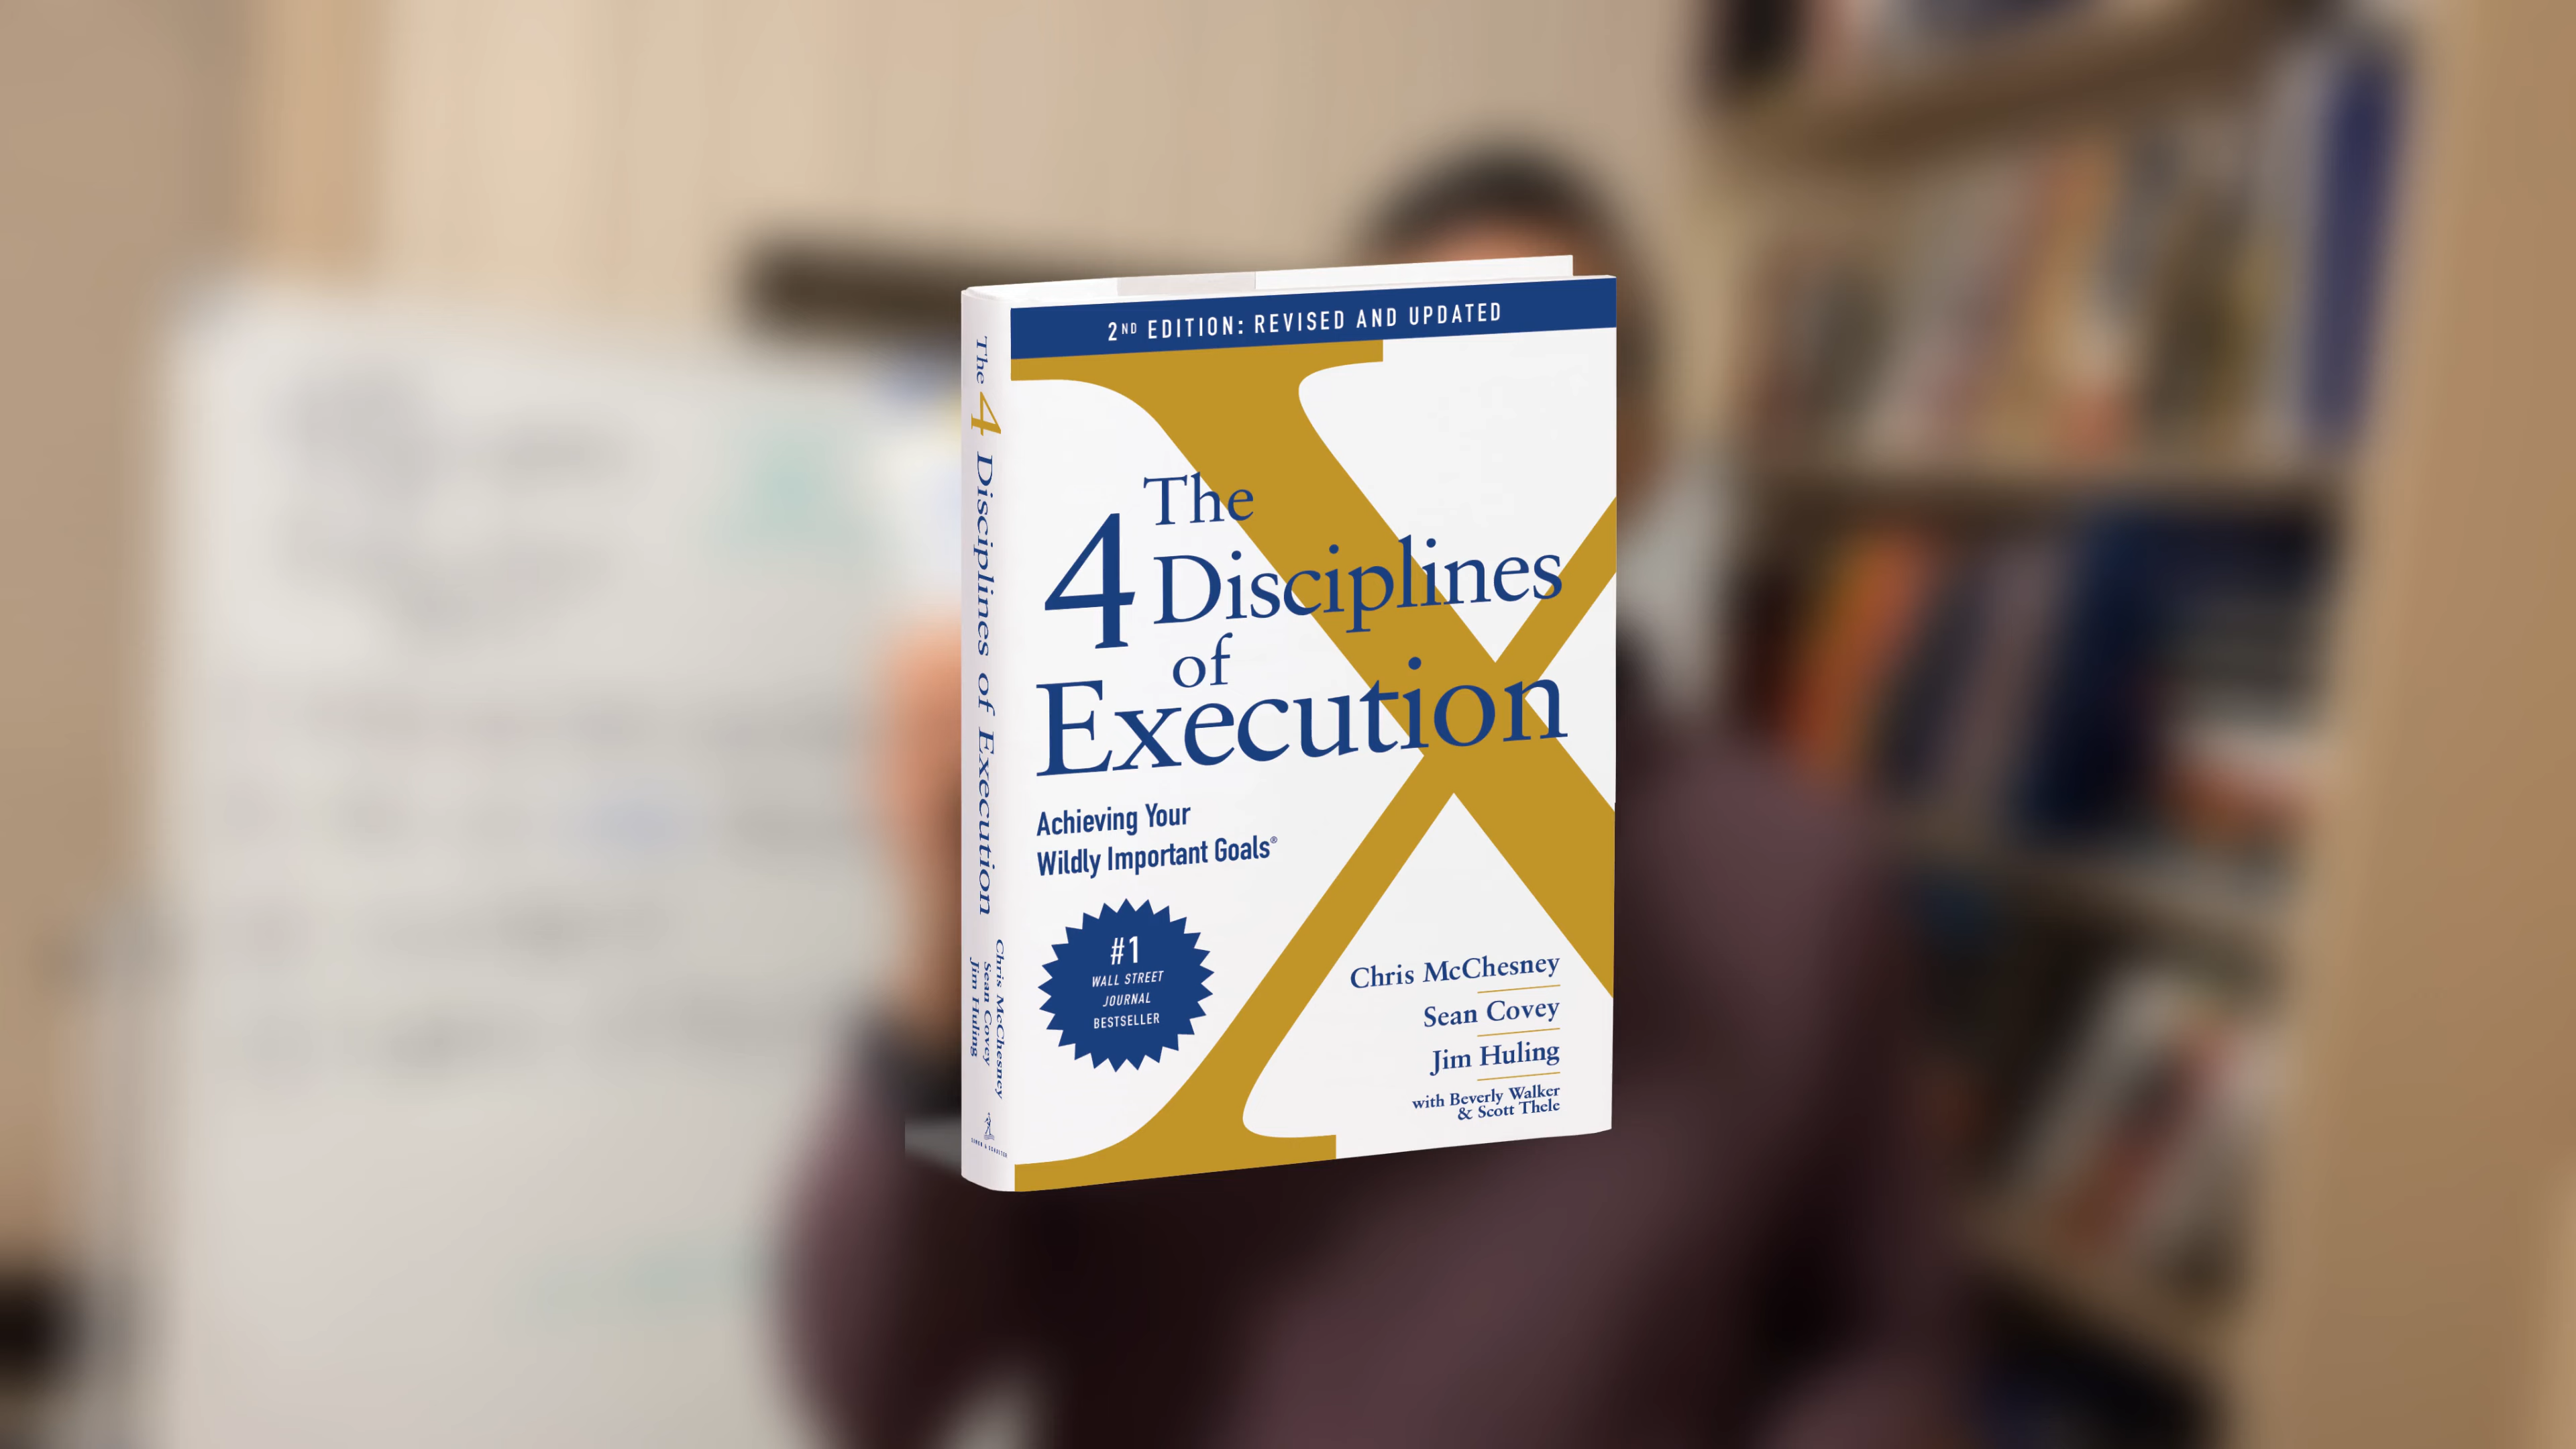 2ND EDITION: REVISED AND UPDATED
The
4 Disciplines
of
Execution
Achieving Your
Wildly Important Goals®
#1
WALL STREET
JOURNAL
BESTSELLER
Chris McChesney
Sean Covey
Jim Huling
with Beverly Walker
& Scott Thele
The 4 Disciplines of Execution
Chris McChesney
Sean Covey
Jim Huling
SIMON & SCHUSTER